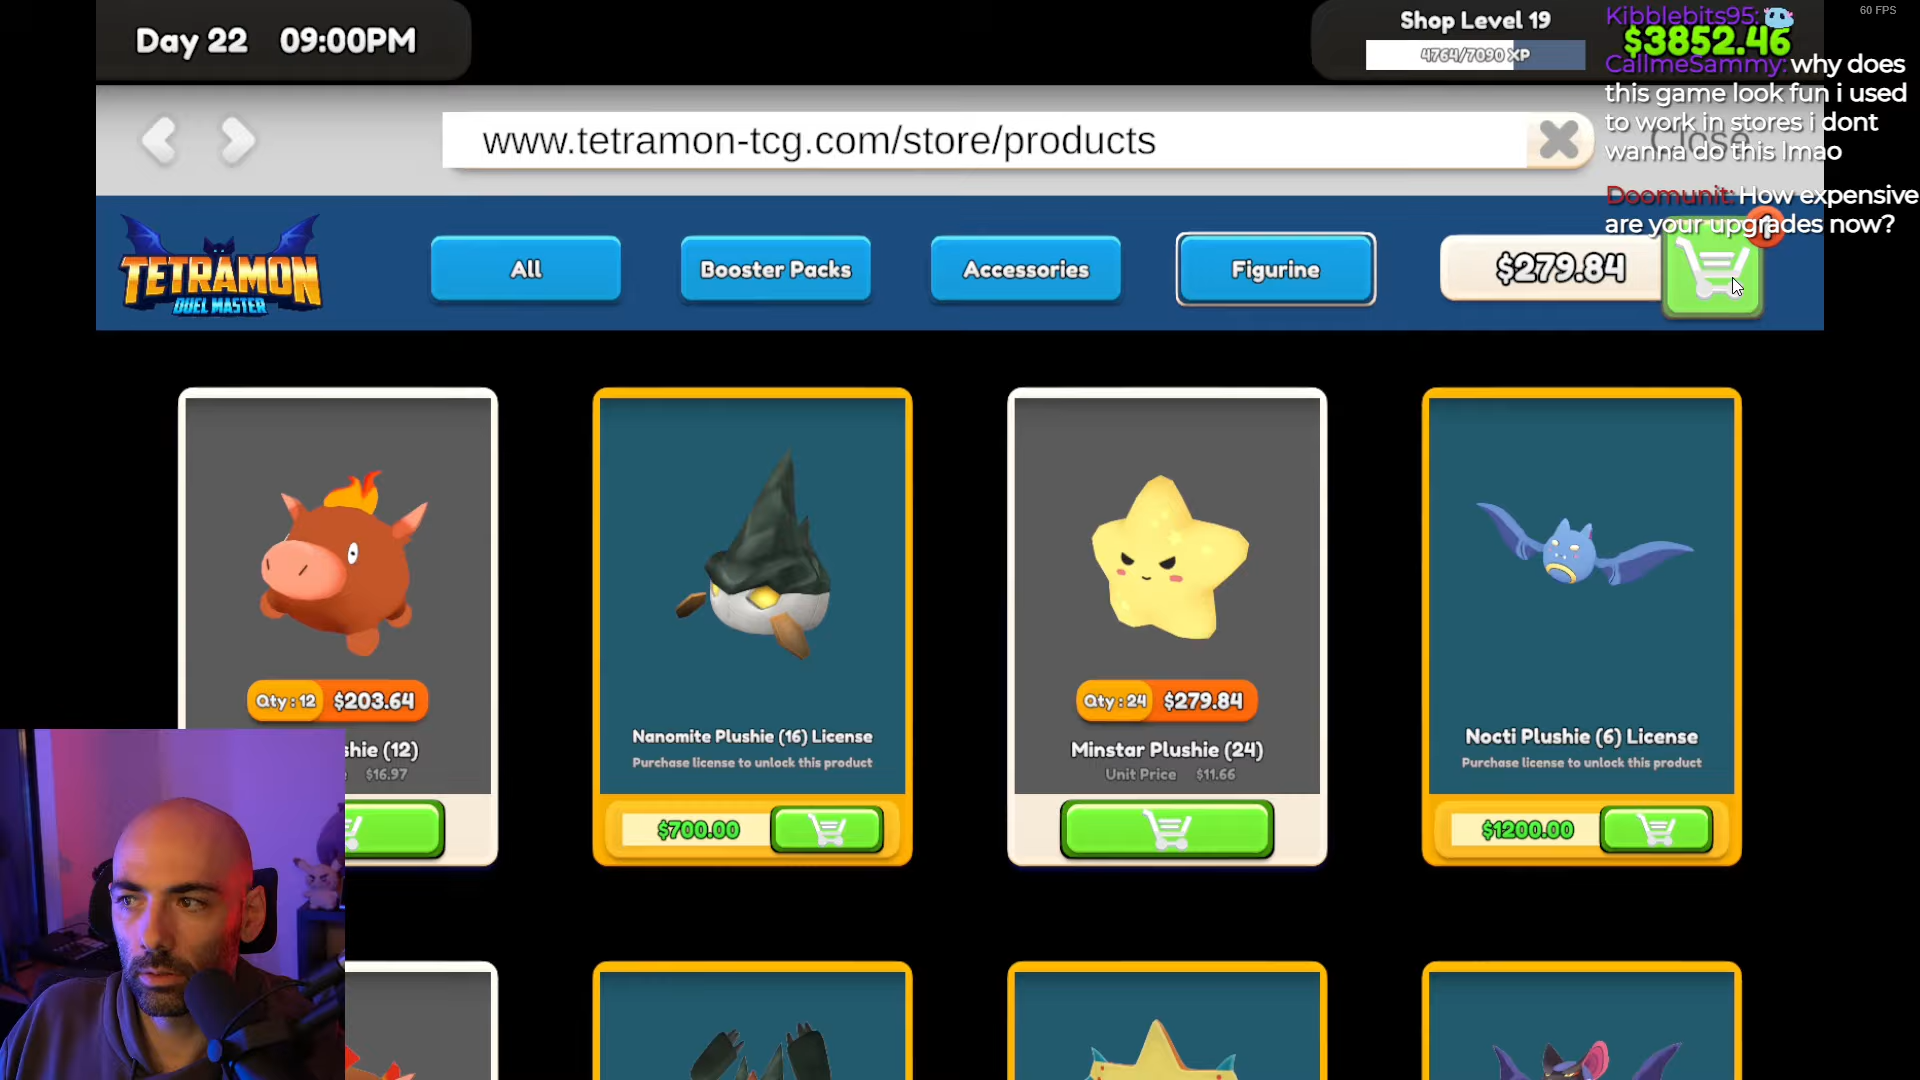 Day 22 09:00PM
Shop Level 19
4764/7090 XP
$3852.46
60 FPS
Kibblebits95:
CallmeSammy: why does
this game look fun i used
to work in stores i dont
wanna do this lmao
Doomunit: How expensive
are your upgrades now?
www.tetramon-tcg.com/store/products
Close
TETRAMON
DUEL MASTER
All
Booster Packs
Accessories
Figurine
$279.84
Qty : 12 $203.64
shie (12)
$16.97
Nanomite Plushie (16) License
Purchase license to unlock this product
$700.00
Qty : 24 $279.84
Minstar Plushie (24)
Unit Price $11.66
Nocti Plushie (6) License
Purchase license to unlock this product
$1200.00